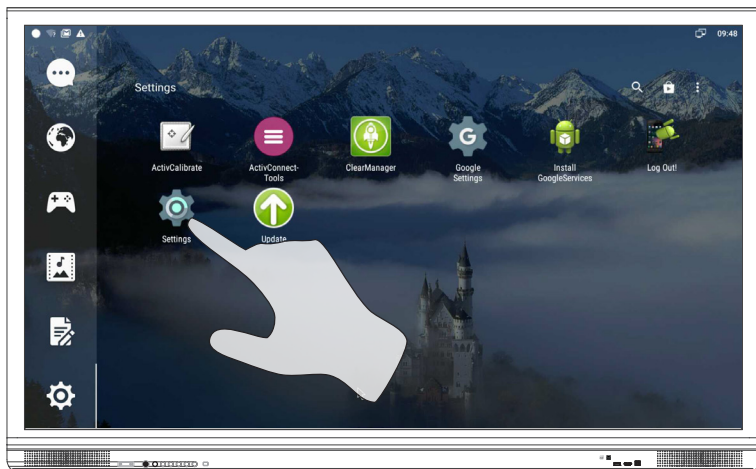 09:48
Settings
ActivCalibrate
ActivConnect-
Tools
ClearManager
Google
Settings
Install
GoogleServices
Log Out!
Settings
Update